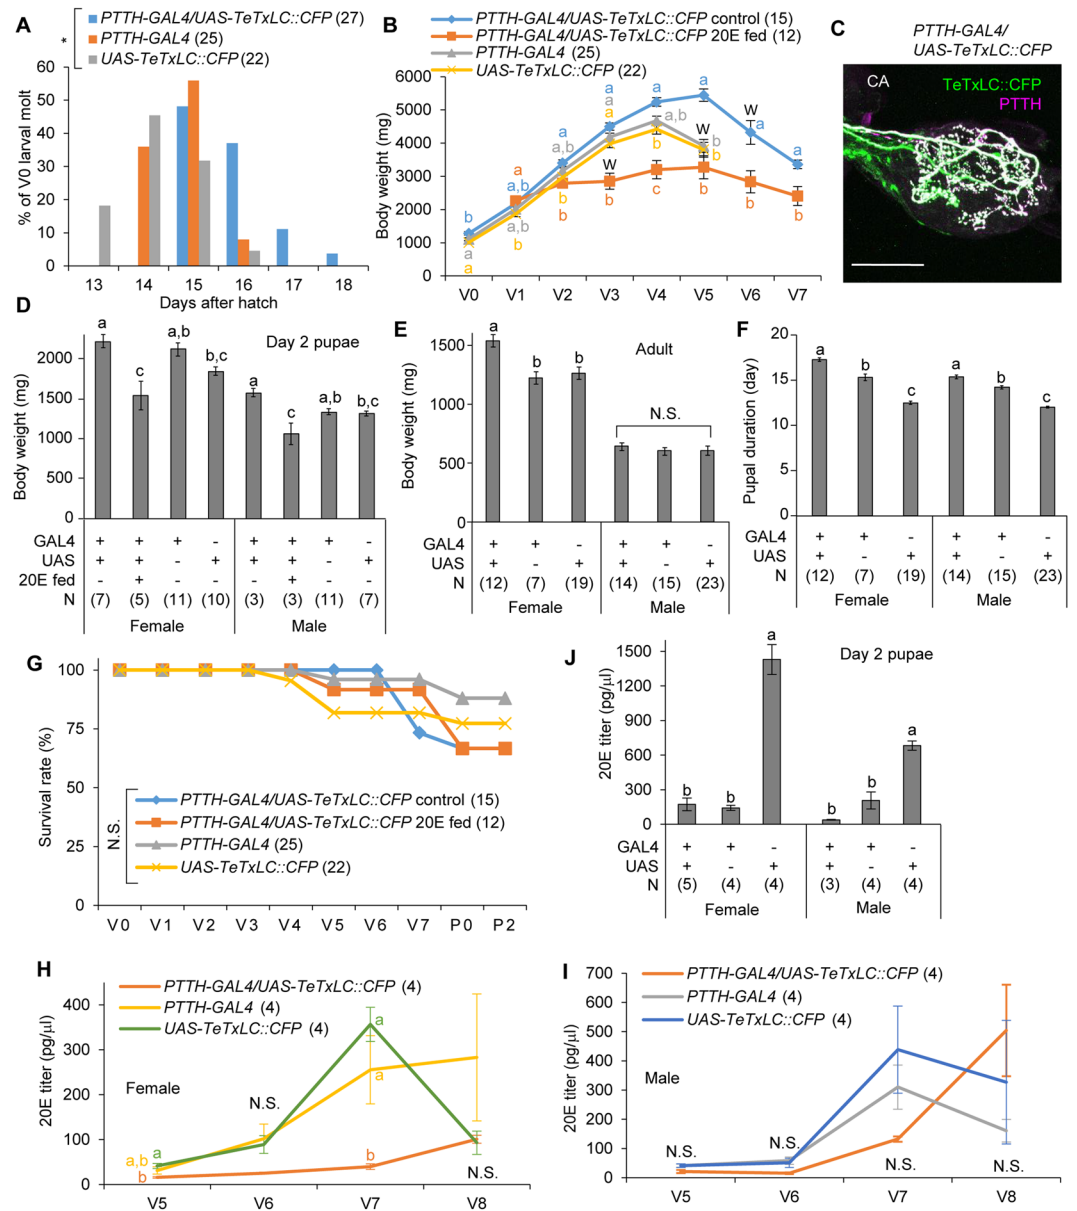 A
* PTTH-GAL4/UAS-TeTxLC::CFP (27)
PTTH-GAL4 (25)
UAS-TeTxLC::CFP (22)
% of V0 larval molt
60
50
40
30
20
10
0
13 14 15 16 17 18
Days after hatch
B
PTTH-GAL4/UAS-TeTxLC::CFP control (15)
PTTH-GAL4/UAS-TeTxLC::CFP 20E fed (12)
PTTH-GAL4 (25)
UAS-TeTxLC::CFP (22)
Body weight (mg)
6000
5000
4000
3000
2000
1000
0
b
a
a
a
a,b
a,b
b
a
a,b
b
b
a
a
a
W
b
a
a,b
b
c
a
W
b
b
b
W
a
b
a
b
V0 V1 V2 V3 V4 V5 V6 V7
C
PTTH-GAL4/
UAS-TeTxLC::CFP
CA
TeTxLC::CFP
PTTH
D
Day 2 pupae
Body weight (mg)
2000
1500
1000
500
0
a c a,b b,c a c a,b b,c
GAL4 + + + - + + + -
UAS + + - + + + - +
20E fed - + - - - + - -
N (7) (5) (11) (10) (3) (3) (11) (7)
Female Male
E
Adult
Body weight (mg)
1500
1000
500
0
a b b N.S.
GAL4 + + - + + -
UAS + - + + - +
N (12) (7) (19) (14) (15) (23)
Female Male
F
Pupal duration (day)
20
15
10
5
0
a b c a b c
GAL4 + + - + + -
UAS + - + + - +
N (12) (7) (19) (14) (15) (23)
Female Male
G
Survival rate (%)
100
75
50
25
0
N.S.
PTTH-GAL4/UAS-TeTxLC::CFP control (15)
PTTH-GAL4/UAS-TeTxLC::CFP 20E fed (12)
PTTH-GAL4 (25)
UAS-TeTxLC::CFP (22)
V0 V1 V2 V3 V4 V5 V6 V7 P0 P2
J
Day 2 pupae
20E titer (pg/µl)
1500
1200
900
600
300
0
b b a b b a
GAL4 + + - + + -
UAS + - + + - +
N (5) (4) (4) (3) (4) (4)
Female Male
H
PTTH-GAL4/UAS-TeTxLC::CFP (4)
PTTH-GAL4 (4)
UAS-TeTxLC::CFP (4)
20E titer (pg/µl)
400
300
200
100
0
Female
a
a,b
b
N.S.
a
a
b
N.S.
V5 V6 V7 V8
I
PTTH-GAL4/UAS-TeTxLC::CFP (4)
PTTH-GAL4 (4)
UAS-TeTxLC::CFP (4)
20E titer (pg/µl)
700
600
500
400
300
200
100
0
Male
N.S. N.S. N.S. N.S.
V5 V6 V7 V8